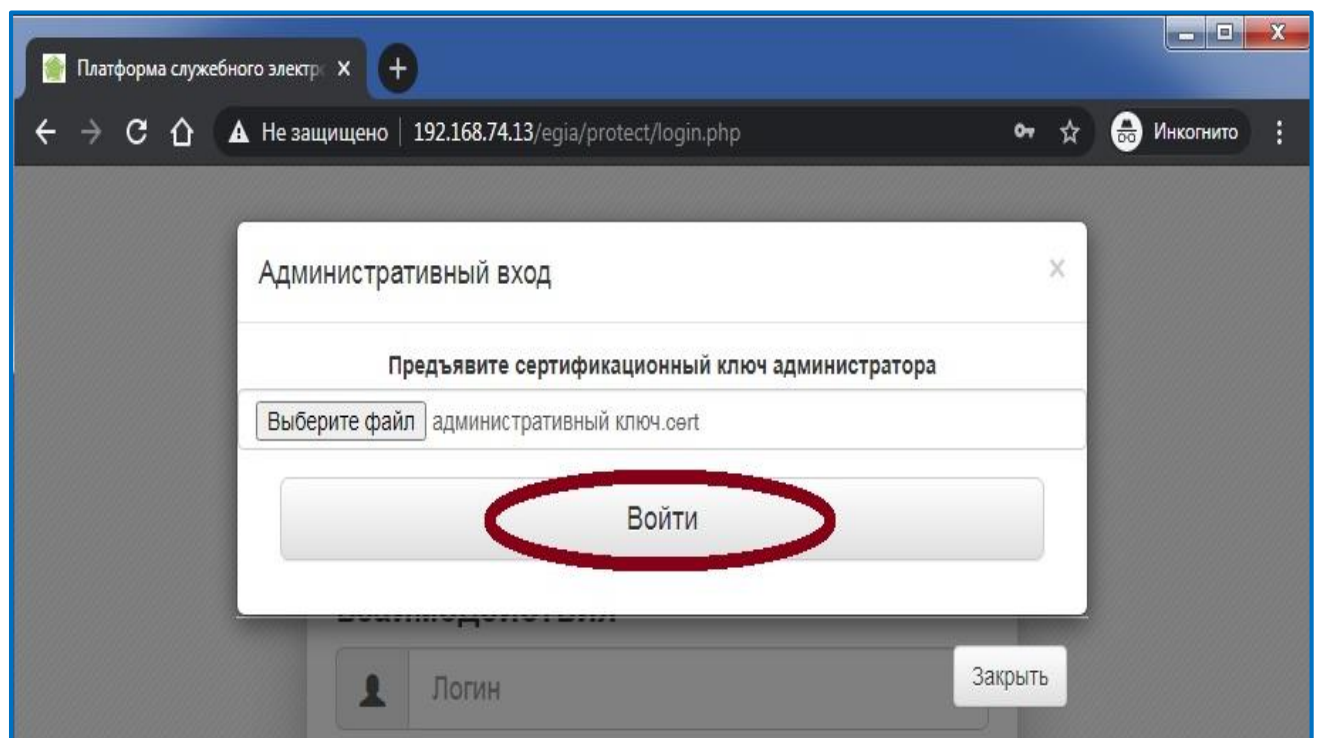 Платформа служебного электр
Не защищено 192.168.74.13/egia/protect/login.php Инкогнито
Административный вход
Предъявите сертификационный ключ администратора
Выберите файл административный ключ.cert
Войти
взаимодействия
Логин
Закрыть